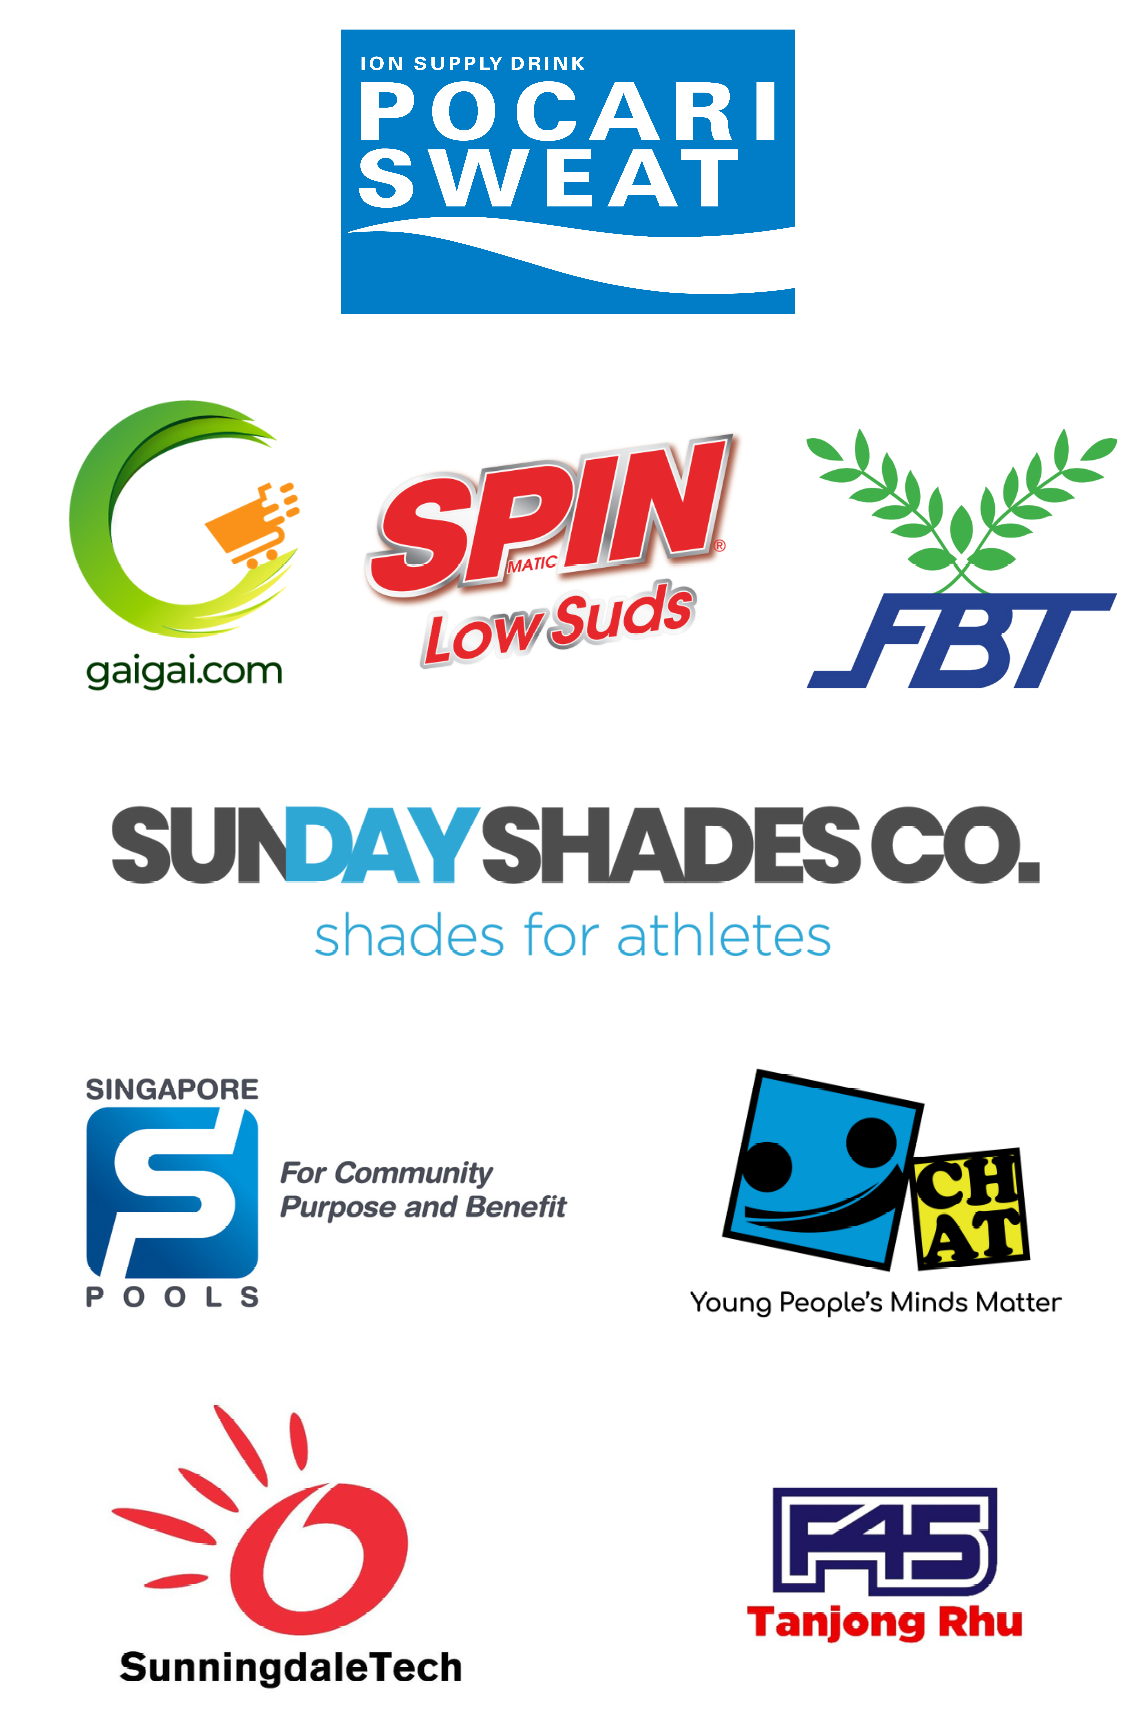 ION SUPPLY DRINK
POCARI
SWEAT
gaigai.com
SPIN
MATIC
®
Low Suds
FBT
SUNDAY SHADES CO.
shades for athletes
SINGAPORE
POOLS
For Community
Purpose and Benefit
CH
AT
Young People's Minds Matter
SunningdaleTech
F45
Tanjong Rhu